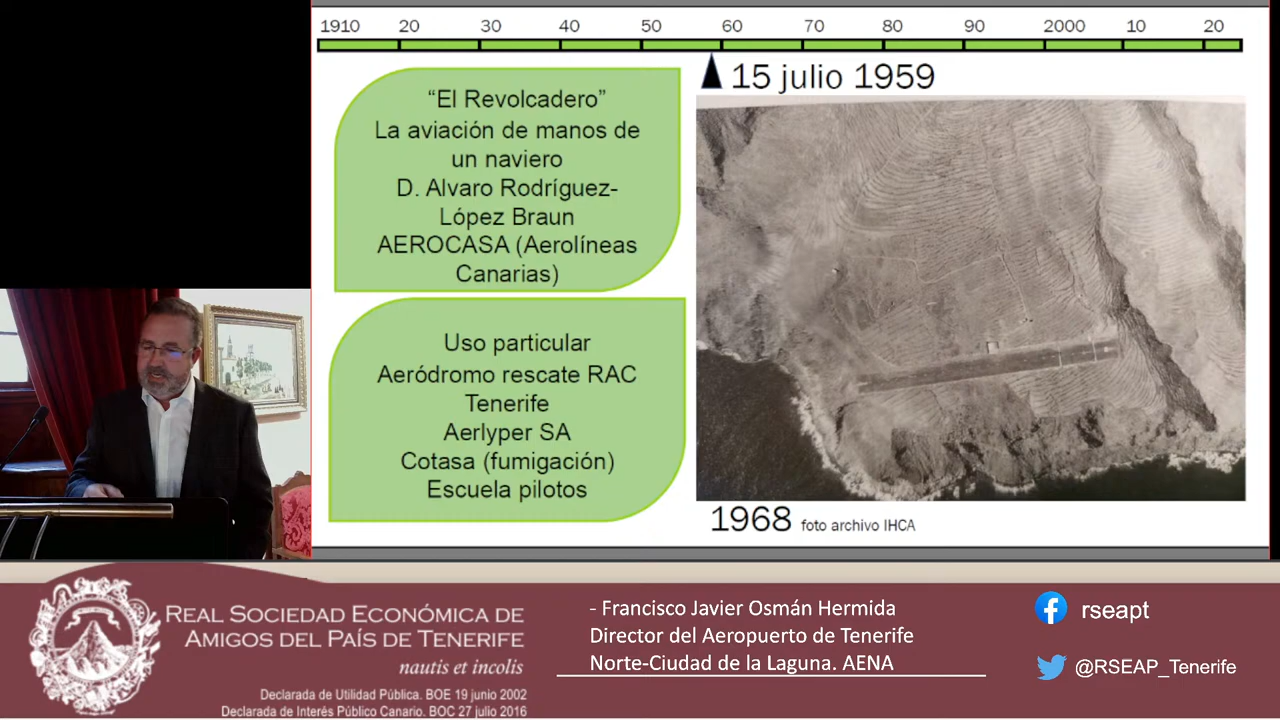 1910 20 30 40 50 60 70 80 90 2000 10 20
15 julio 1959
“El Revolcadero”
La aviación de manos de
un naviero
D. Alvaro Rodríguez-
López Braun
AEROCASA (Aerolíneas
Canarias)
Uso particular
Aeródromo rescate RAC
Tenerife
Aerlyper SA
Cotasa (fumigación)
Escuela pilotos
1968 foto archivo IHCA
REAL SOCIEDAD ECONÓMICA DE
AMIGOS DEL PAÍS DE TENERIFE
nautis et incolis
Declarada de Utilidad Pública. BOE 19 junio 2002
Declarada de Interés Público Canario. BOC 27 julio 2016
- Francisco Javier Osmán Hermida
Director del Aeropuerto de Tenerife
Norte-Ciudad de la Laguna. AENA
rseapt
@RSEAP_Tenerife